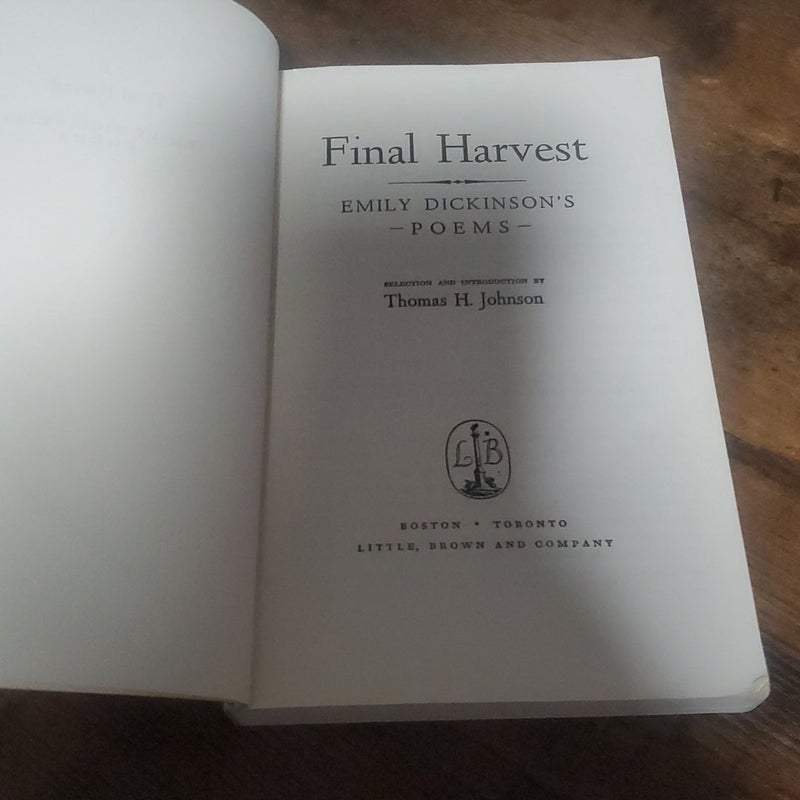 Final Harvest
EMILY DICKINSON'S
–POEMS–
SELECTION AND INTRODUCTION BY
Thomas H. Johnson
L B
BOSTON • TORONTO
LITTLE, BROWN AND COMPANY